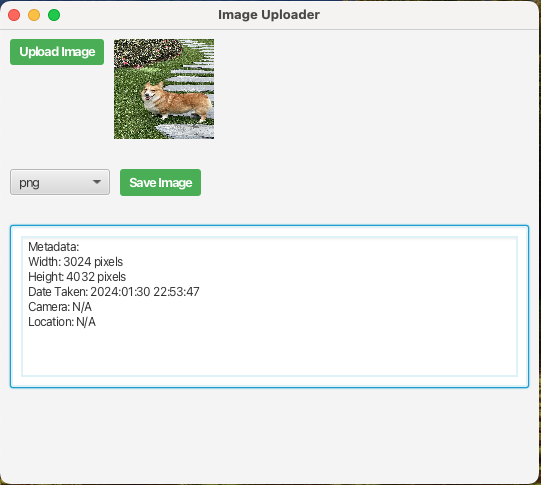 Image Uploader
Upload Image
png
Save Image
Metadata:
Width: 3024 pixels
Height: 4032 pixels
Date Taken: 2024:01:30 22:53:47
Camera: N/A
Location: N/A